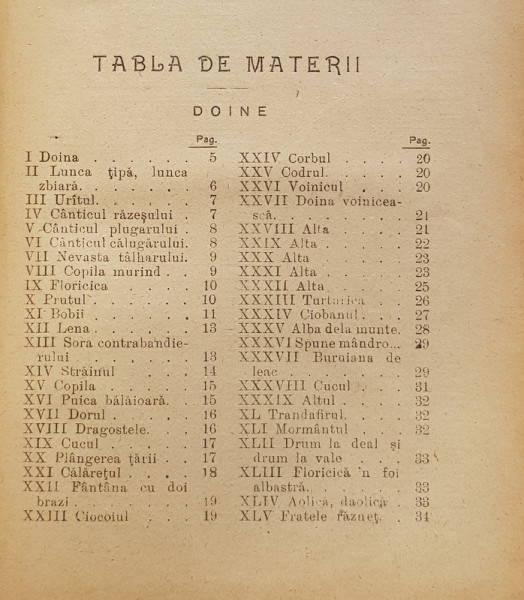 TABLA DE MATERII
DOINE
Pag.
I Doina . . . . . . 5
II Lunca țipă, lunca
zbiară. . . . . . . 6
III Urîtul. . . . . . 7
IV Cânticul răzeșului . 7
V Cânticul plugarului . 8
VI Cânticul călugărului. 8
VII Nevasta tâlharului. 9
VIII Copila murind . . 9
IX Floricica . . . . 10
X Prutul . . . . . . 10
XI Bobii . . . . . 11
XII Lena . . . . . . 13
XIII Sora contrabandie-
rului . . . . . . 13
XIV Străinul . . . . 14
XV Copila . . . . . 15
XVI Puica bălăioară. . 15
XVII Dorul . . . . . 16
XVIII Dragostele. . . 16
XIX Cucul . . . . . 17
XX Plângerea țării . . 17
XXI Călărețul . . . . 18
XXII Fântâna cu doi
brazi . . . . . . . 19
XXIII Ciocoiul . . . 19
Pag.
XXIV Corbul . . . . 20
XXV Codrul. . . . . 20
XXVI Voinicul . . . 20
XXVII Doina voinicea-
scă. . . . . . . . 21
XXVIII Alta . . . . 21
XXIX Alta . . . . . 22
XXX Alta . . . . . 23
XXXI Alta . . . . . 23
XXXII Alta . . . . 25
XXXIII Turturica . . 26
XXXIV Ciobanul . . 27
XXXV Alba dela munte. 28
XXXVI Spune mândro... 29
XXXVII Buruiana de
leac . . . . . . . 29
XXXVIII Cucul . . . 31
XXXIX Altul . . . . 32
XL Trandafirul. . . . 32
XLI Mormântul . . . 32
XLII Drum la deal și
drum la vale . . . 33
XLIII Floricică 'n foi
albastră. . . . . . 33
XLIV Aolică, daolică . 33
XLV Fratele răzneț. . 34